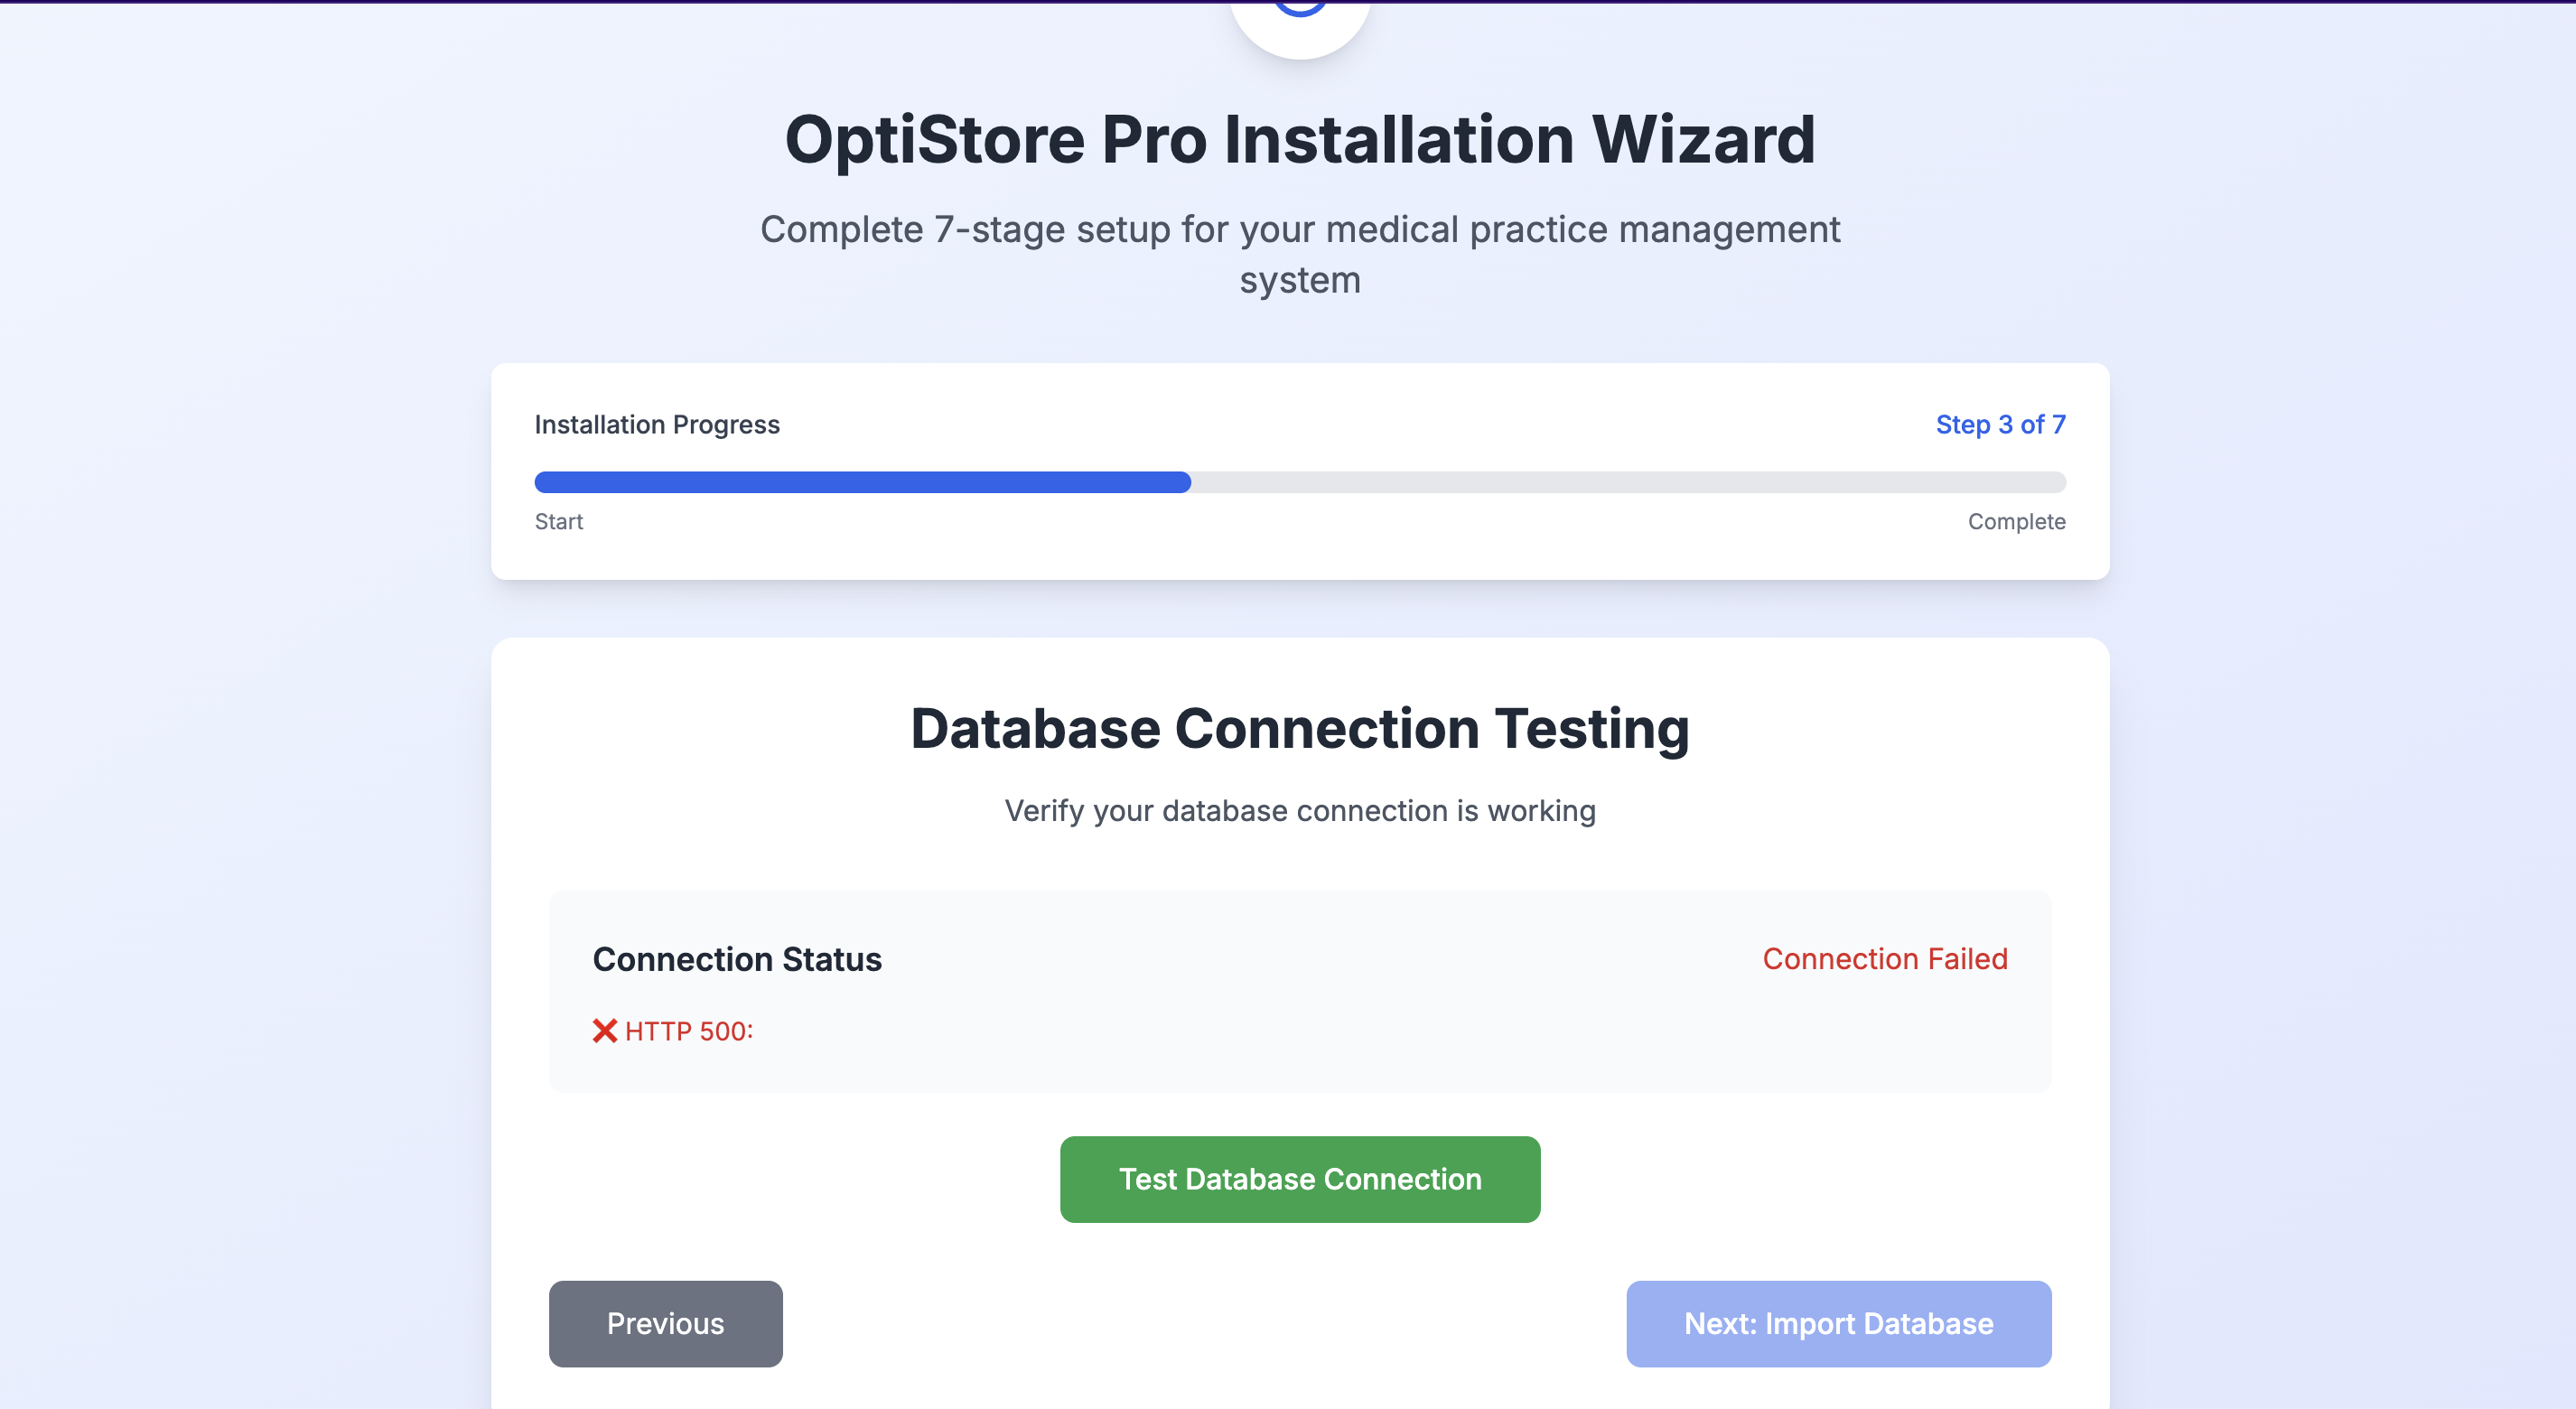 OptiStore Pro Installation Wizard
Complete 7-stage setup for your medical practice management
system
Installation Progress
Step 3 of 7
Start
Complete
Database Connection Testing
Verify your database connection is working
Connection Status
Connection Failed
❌ HTTP 500:
Test Database Connection
Previous
Next: Import Database